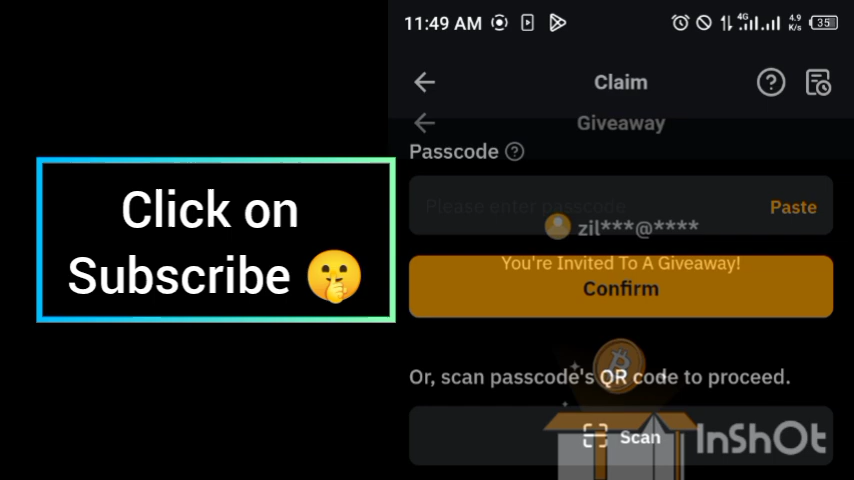 11:49 AM
4G
4.9
K/s
35
Claim
Giveaway
Passcode
Please enter passcode
Paste
zil***@****
You're Invited To A Giveaway!
Confirm
Or, scan passcode's QR code to proceed.
Scan
InShOt
Click on
Subscribe 🤫